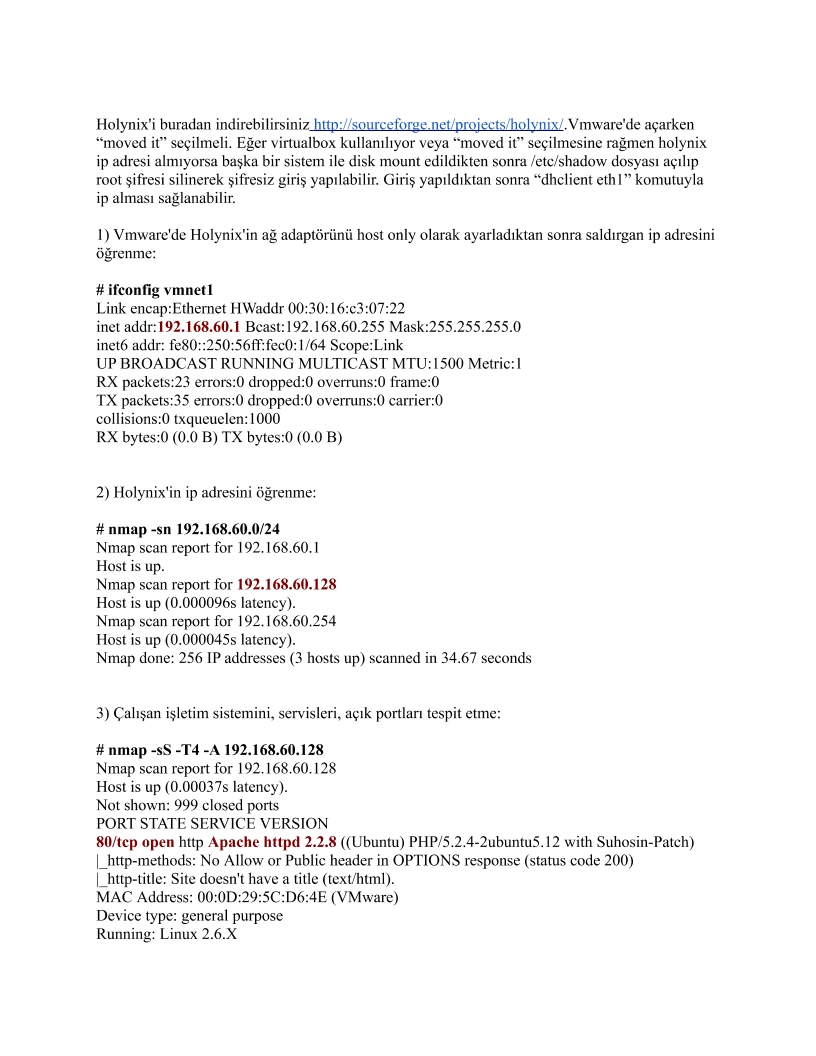 Holynix'i buradan indirebilirsiniz http://sourceforge.net/projects/holynix/.Vmware'de açarken
“moved it” seçilmeli. Eğer virtualbox kullanılıyor veya “moved it” seçilmesine rağmen holynix
ip adresi almıyorsa başka bir sistem ile disk mount edildikten sonra /etc/shadow dosyası açılıp
root şifresi silinerek şifresiz giriş yapılabilir. Giriş yapıldıktan sonra “dhclient eth1” komutuyla
ip alması sağlanabilir.
1) Vmware'de Holynix'in ağ adaptörünü host only olarak ayarladıktan sonra saldırgan ip adresini
öğrenme:
# ifconfig vmnet1
Link encap:Ethernet HWaddr 00:30:16:c3:07:22
inet addr:192.168.60.1 Bcast:192.168.60.255 Mask:255.255.255.0
inet6 addr: fe80::250:56ff:fec0:1/64 Scope:Link
UP BROADCAST RUNNING MULTICAST MTU:1500 Metric:1
RX packets:23 errors:0 dropped:0 overruns:0 frame:0
TX packets:35 errors:0 dropped:0 overruns:0 carrier:0
collisions:0 txqueuelen:1000
RX bytes:0 (0.0 B) TX bytes:0 (0.0 B)
2) Holynix'in ip adresini öğrenme:
# nmap -sn 192.168.60.0/24
Nmap scan report for 192.168.60.1
Host is up.
Nmap scan report for 192.168.60.128
Host is up (0.000096s latency).
Nmap scan report for 192.168.60.254
Host is up (0.000045s latency).
Nmap done: 256 IP addresses (3 hosts up) scanned in 34.67 seconds
3) Çalışan işletim sistemini, servisleri, açık portları tespit etme:
# nmap -sS -T4 -A 192.168.60.128
Nmap scan report for 192.168.60.128
Host is up (0.00037s latency).
Not shown: 999 closed ports
PORT STATE SERVICE VERSION
80/tcp open http Apache httpd 2.2.8 ((Ubuntu) PHP/5.2.4-2ubuntu5.12 with Suhosin-Patch)
|_http-methods: No Allow or Public header in OPTIONS response (status code 200)
|_http-title: Site doesn't have a title (text/html).
MAC Address: 00:0D:29:5C:D6:4E (VMware)
Device type: general purpose
Running: Linux 2.6.X